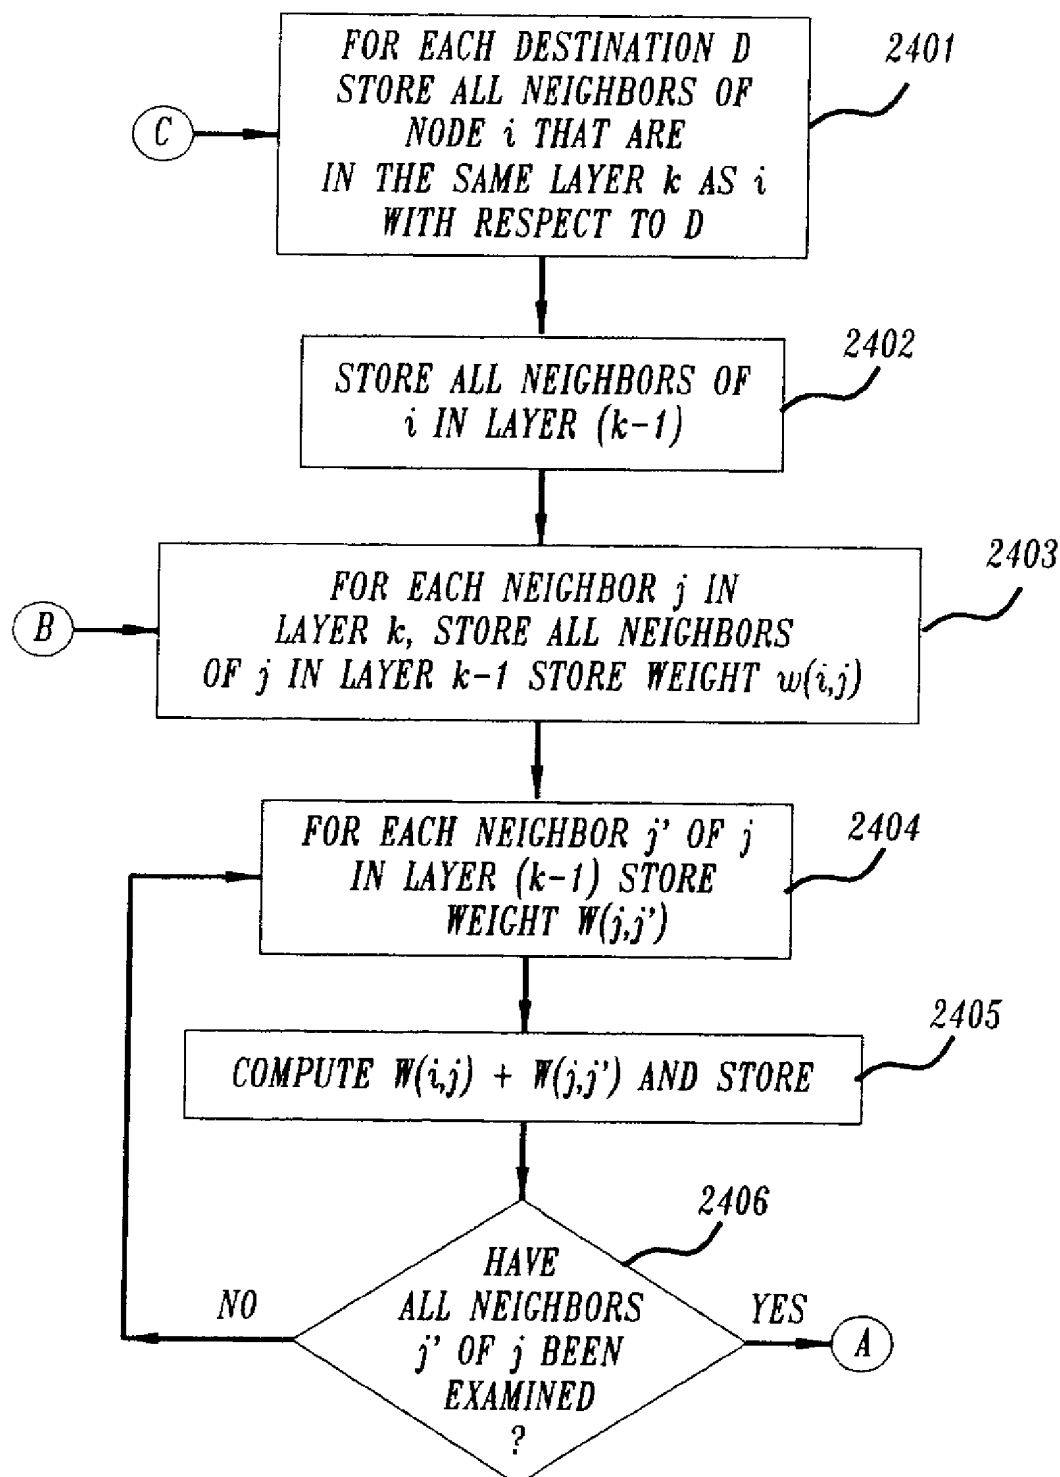 FOR EACH DESTINATION D
STORE ALL NEIGHBORS OF
NODE i THAT ARE
IN THE SAME LAYER k AS i
WITH RESPECT TO D
2401
C
STORE ALL NEIGHBORS OF
i IN LAYER (k-1)
2402
FOR EACH NEIGHBOR j IN
LAYER k, STORE ALL NEIGHBORS
OF j IN LAYER k-1 STORE WEIGHT w(i,j)
2403
B
FOR EACH NEIGHBOR j' OF j
IN LAYER (k-1) STORE
WEIGHT W(j,j')
2404
COMPUTE W(i,j) + W(j,j') AND STORE
2405
HAVE
ALL NEIGHBORS
j' OF j BEEN
EXAMINED
?
2406
NO
YES
A